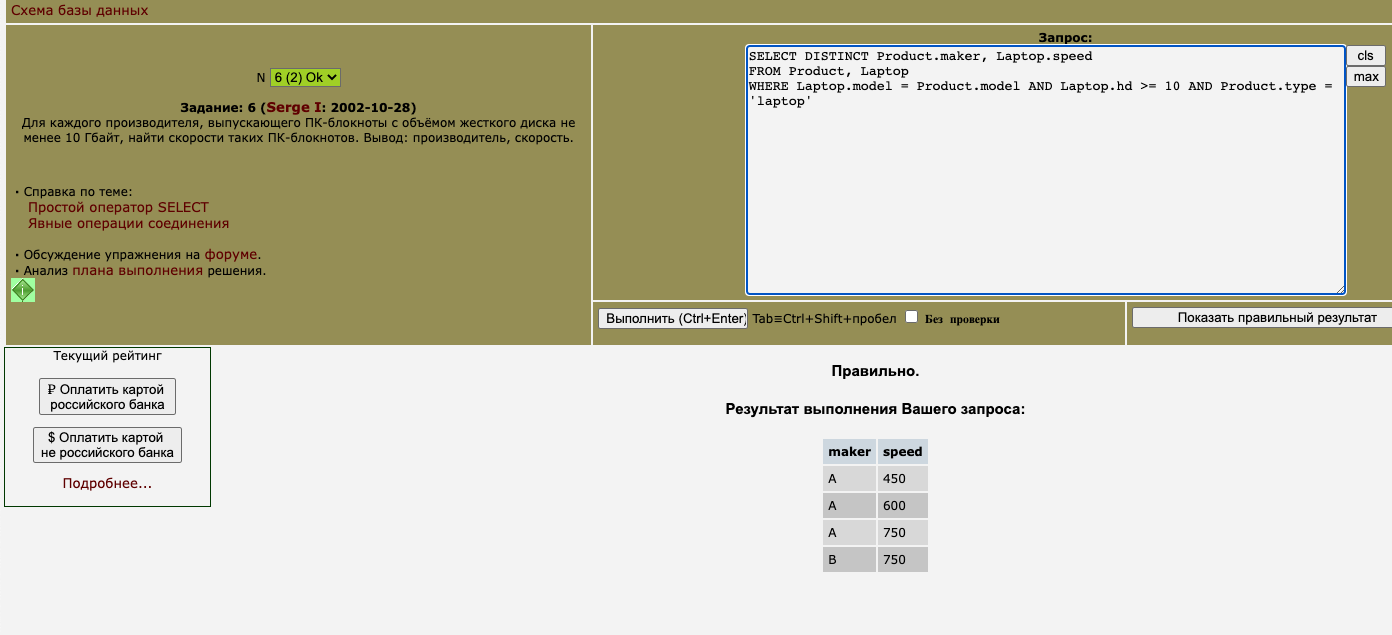 Схема базы данных
N 6 (2) Ok
Задание: 6 (Serge I: 2002-10-28)
Для каждого производителя, выпускающего ПК-блокноты c объёмом жесткого диска не
менее 10 Гбайт, найти скорости таких ПК-блокнотов. Вывод: производитель, скорость.
· Справка по теме:
Простой оператор SELECT
Явные операции соединения
· Обсуждение упражнения на форуме.
· Анализ плана выполнения решения.
Запрос:
SELECT DISTINCT Product.maker, Laptop.speed
FROM Product, Laptop
WHERE Laptop.model = Product.model AND Laptop.hd >= 10 AND Product.type =
'laptop'
cls
max
Выполнить (Ctrl+Enter) Tab≡Ctrl+Shift+пробел Без проверки
Показать правильный результат
Текущий рейтинг
₽ Оплатить картой
российского банка
$ Оплатить картой
не российского банка
Подробнее...
Правильно.
Результат выполнения Вашего запроса:
maker speed
A 450
A 600
A 750
B 750